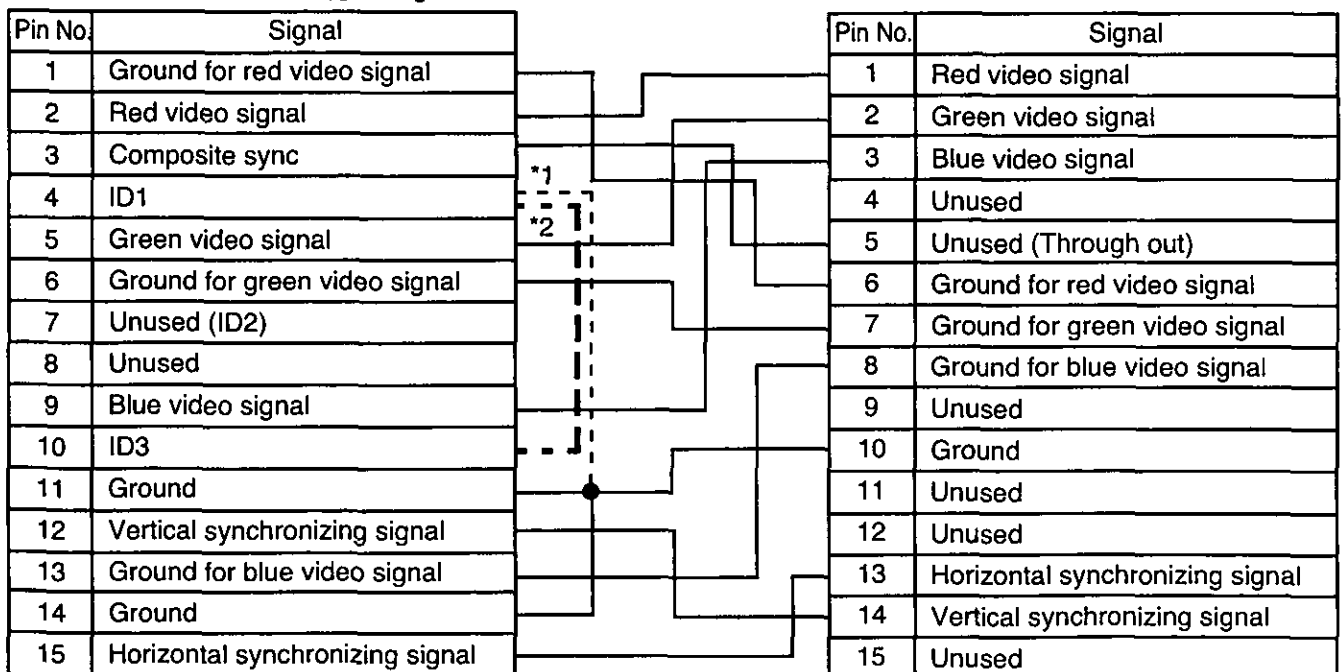 Pin No. Signal
1 Ground for red video signal
2 Red video signal
3 Composite sync
4 ID1
5 Green video signal
6 Ground for green video signal
7 Unused (ID2)
8 Unused
9 Blue video signal
10 ID3
11 Ground
12 Vertical synchronizing signal
13 Ground for blue video signal
14 Ground
15 Horizontal synchronizing signal
*1
*2
Pin No. Signal
1 Red video signal
2 Green video signal
3 Blue video signal
4 Unused
5 Unused (Through out)
6 Ground for red video signal
7 Ground for green video signal
8 Ground for blue video signal
9 Unused
10 Ground
11 Unused
12 Unused
13 Horizontal synchronizing signal
14 Vertical synchronizing signal
15 Unused